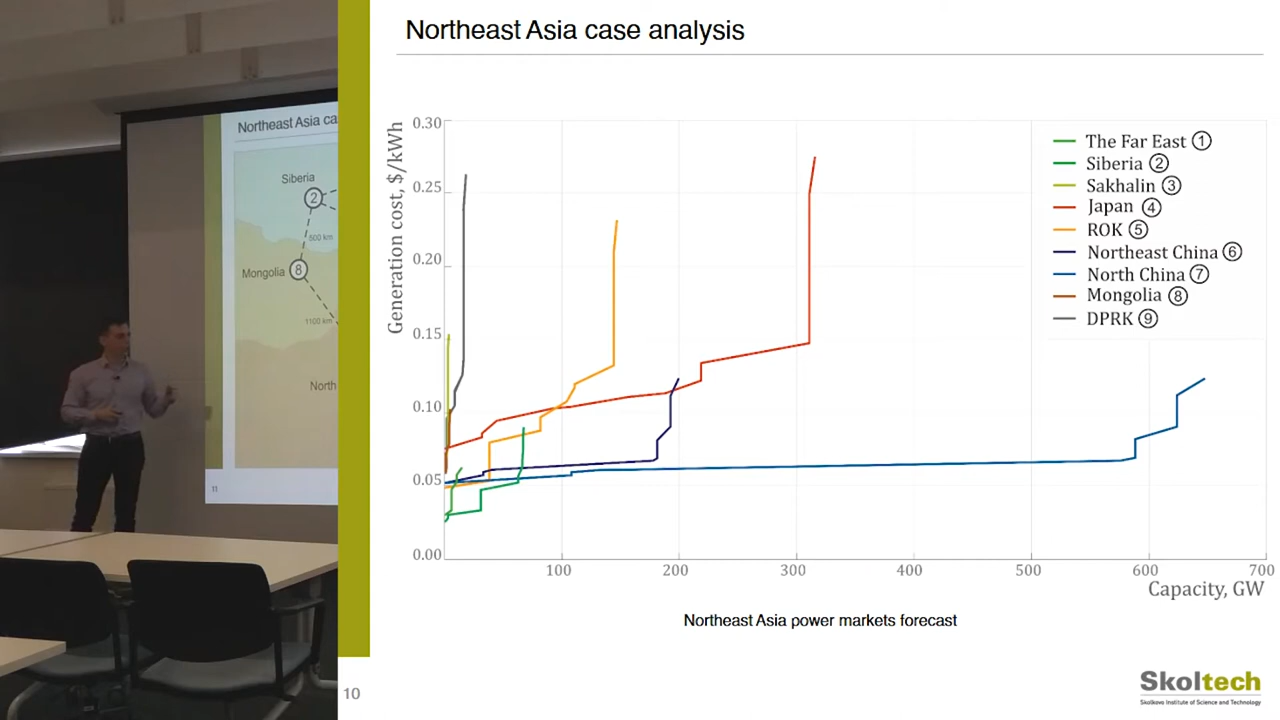 Northeast Asia case analysis
Northeast Asia ca
Siberia
2
500 km
Mongolia 8
1100 km
North
11
Generation cost, $/kWh
0.30
0.25
0.20
0.15
0.10
0.05
0.00
100 200 300 400 500 600 700
Capacity, GW
The Far East 1
Siberia 2
Sakhalin 3
Japan 4
ROK 5
Northeast China 6
North China 7
Mongolia 8
DPRK 9
Northeast Asia power markets forecast
10
Skoltech
Skolkovo Institute of Science and Technology